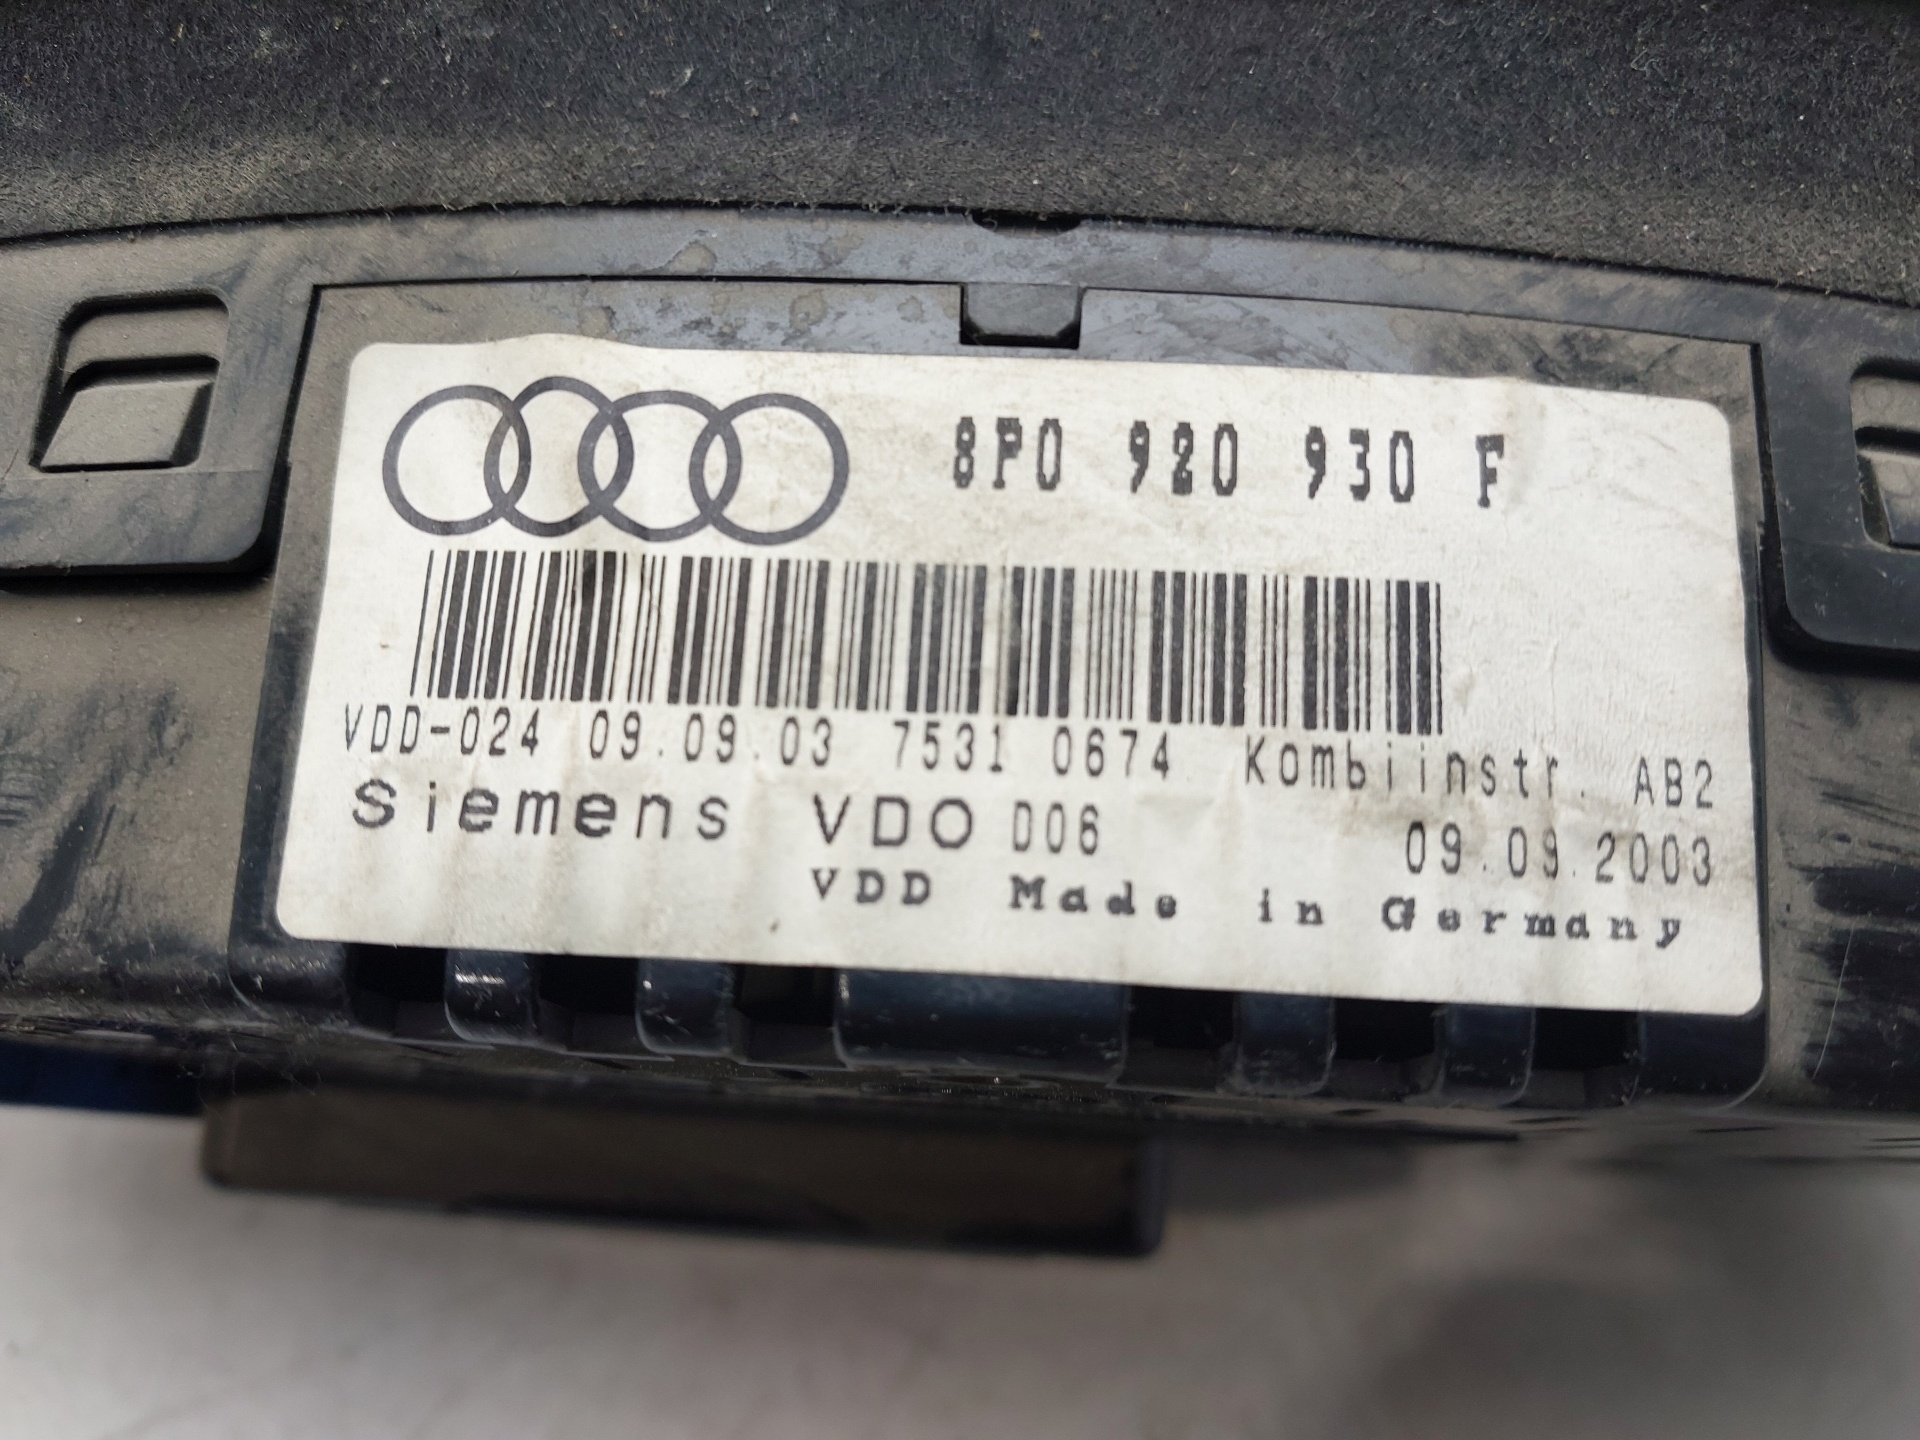 8P0 920 930 F
VDD-024 09.09.03 7531 0674 Kombiinstr. AB2
Siemens VDO D06 09.09.2003
VDD Made in Germany